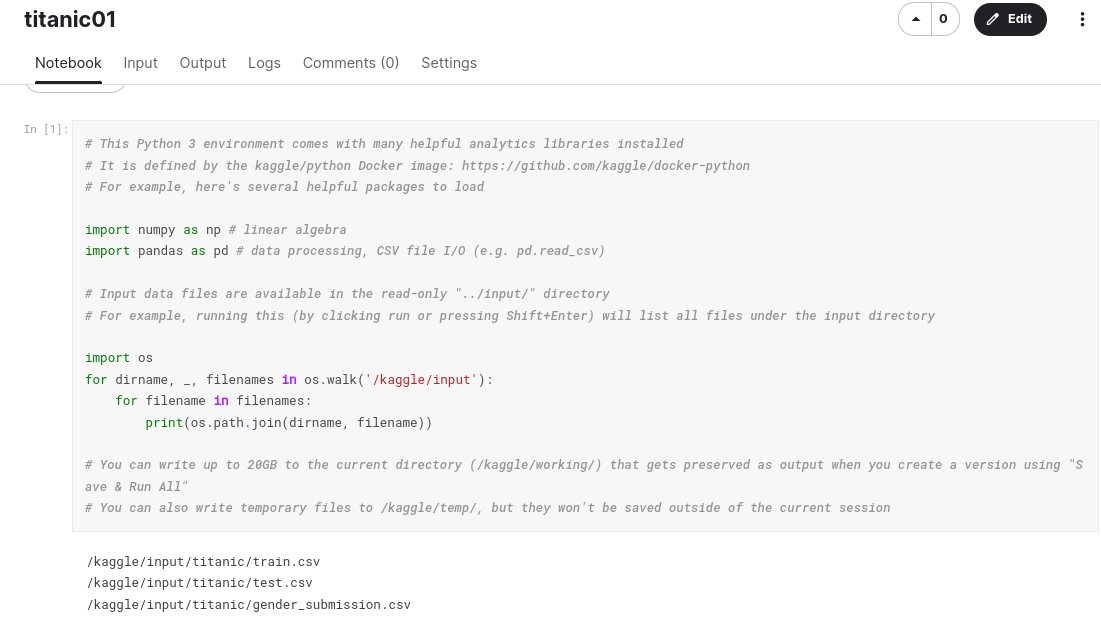 titanic01
0
Edit
Notebook Input Output Logs Comments (0) Settings
In [1]:
# This Python 3 environment comes with many helpful analytics libraries installed
# It is defined by the kaggle/python Docker image: https://github.com/kaggle/docker-python
# For example, here's several helpful packages to load
import numpy as np # linear algebra
import pandas as pd # data processing, CSV file I/O (e.g. pd.read_csv)
# Input data files are available in the read-only "../input/" directory
# For example, running this (by clicking run or pressing Shift+Enter) will list all files under the input directory
import os
for dirname, _, filenames in os.walk('/kaggle/input'):
    for filename in filenames:
        print(os.path.join(dirname, filename))
# You can write up to 20GB to the current directory (/kaggle/working/) that gets preserved as output when you create a version using "S
ave & Run All"
# You can also write temporary files to /kaggle/temp/, but they won't be saved outside of the current session
/kaggle/input/titanic/train.csv
/kaggle/input/titanic/test.csv
/kaggle/input/titanic/gender_submission.csv